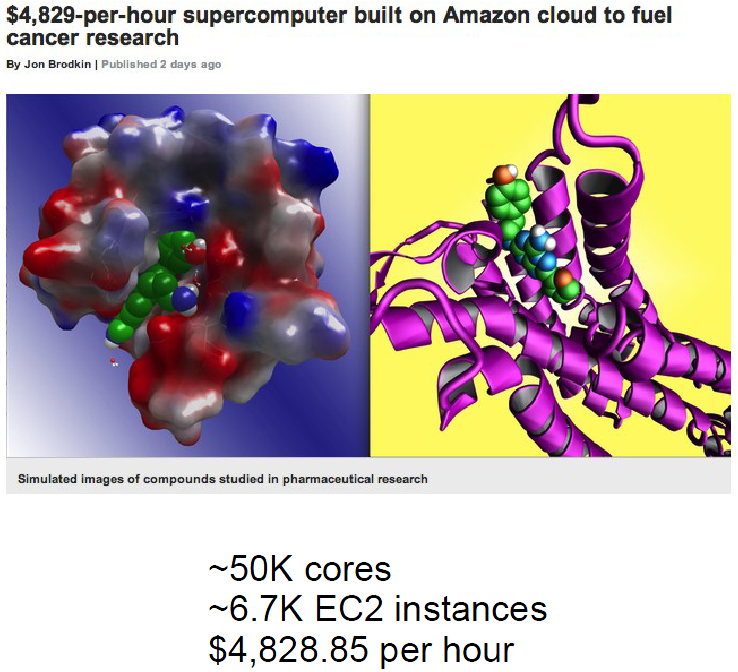 $4,829-per-hour supercomputer built on Amazon cloud to fuel
cancer research
By Jon Brodkin | Published 2 days ago
Simulated images of compounds studied in pharmaceutical research
~50K cores
~6.7K EC2 instances
$4,828.85 per hour